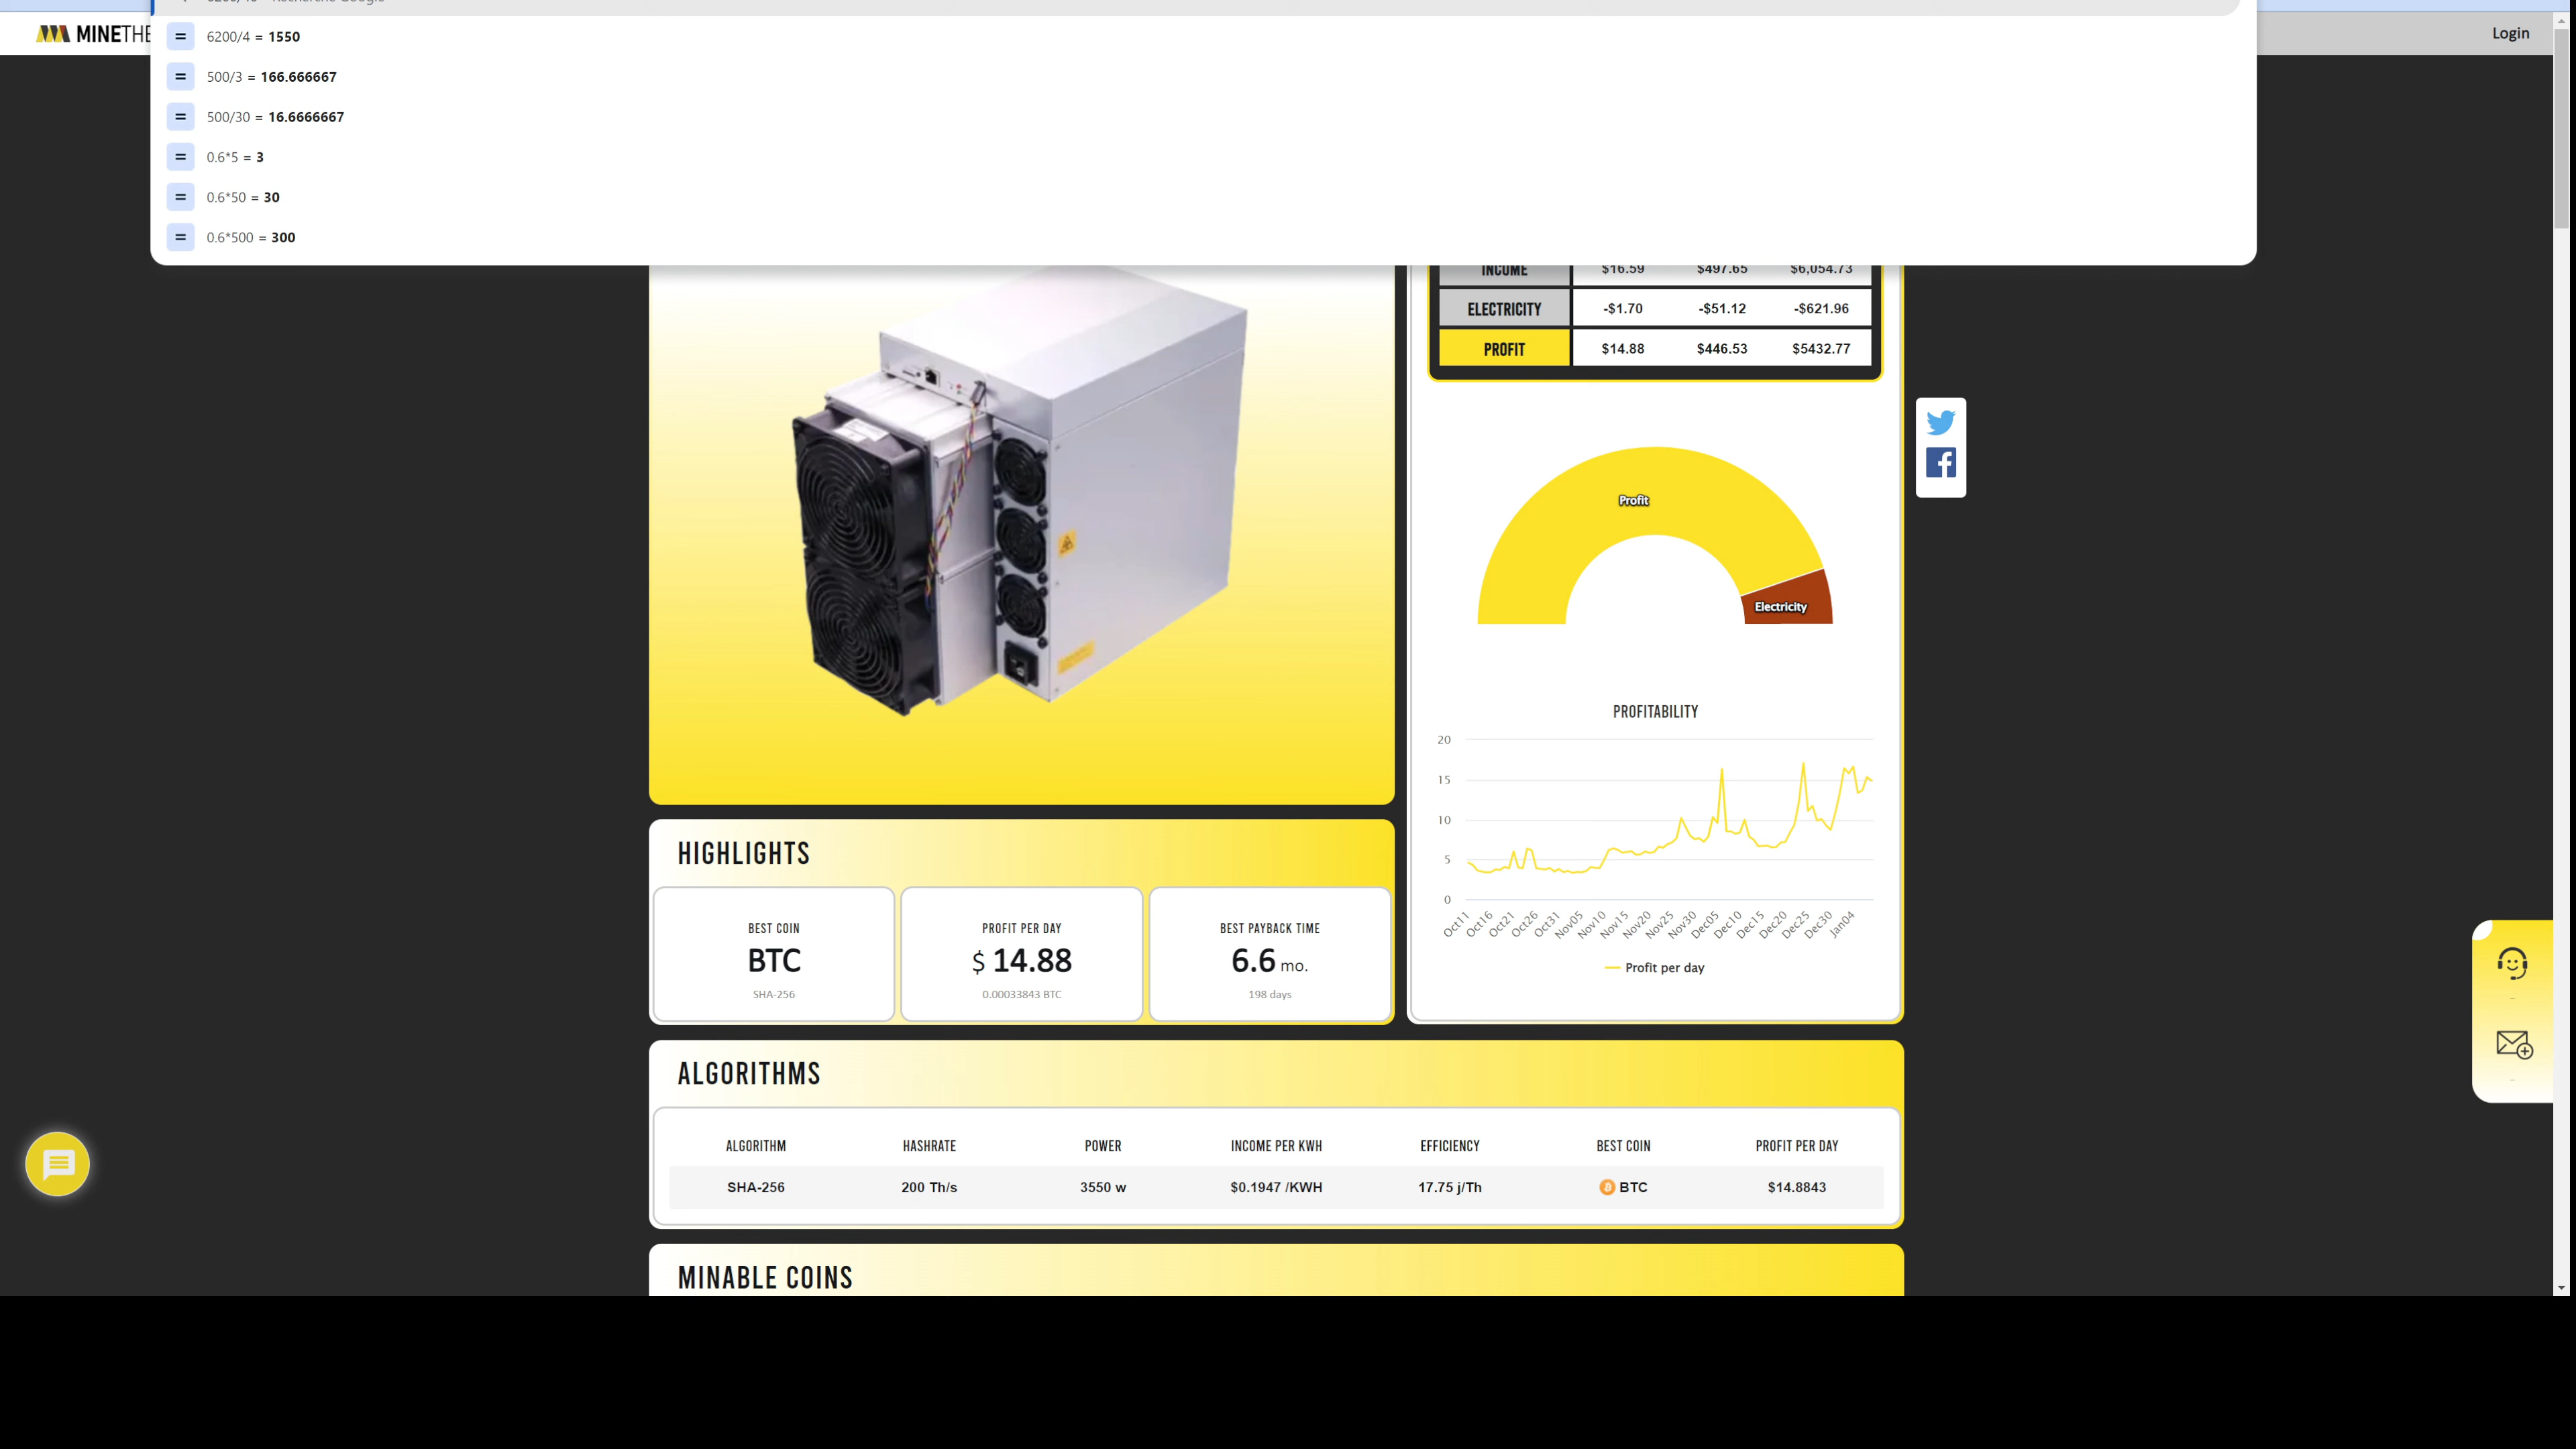 6200/40 - Recherche Google
MINETHE
Login
= 6200/4 = 1550
= 500/3 = 166.666667
= 500/30 = 16.6666667
= 0.6*5 = 3
= 0.6*50 = 30
= 0.6*500 = 300
INCOME $16.59 $497.65 $6,054.73
ELECTRICITY -$1.70 -$51.12 -$621.96
PROFIT $14.88 $446.53 $5432.77
Profit
Electricity
PROFITABILITY
20
15
10
5
0
Oct11 Oct16 Oct21 Oct26 Oct31 Nov05 Nov10 Nov15 Nov20 Nov25 Nov30 Dec05 Dec10 Dec15 Dec20 Dec25 Dec30 Jan04
Profit per day
HIGHLIGHTS
BEST COIN
BTC
SHA-256
PROFIT PER DAY
$ 14.88
0.00033843 BTC
BEST PAYBACK TIME
6.6 mo.
198 days
ALGORITHMS
ALGORITHM HASHRATE POWER INCOME PER KWH EFFICIENCY BEST COIN PROFIT PER DAY
SHA-256 200 Th/s 3550 w $0.1947 /KWH 17.75 j/Th BTC $14.8843
MINABLE COINS